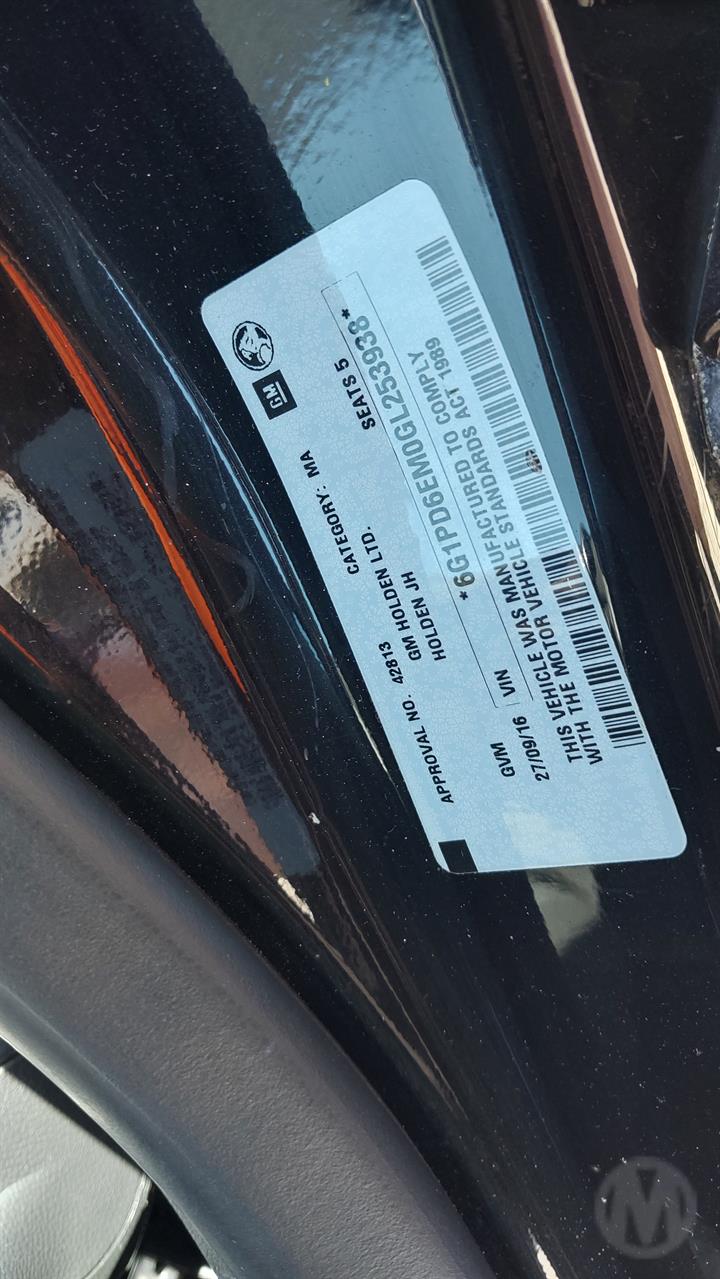 GM
APPROVAL NO. 42813 CATEGORY: MA
GM HOLDEN LTD.
HOLDEN JH SEATS 5
GVM
27/09/16 VIN *6G1PD6EM0GL253938*
THIS VEHICLE WAS MANUFACTURED TO COMPLY
WITH THE MOTOR VEHICLE STANDARDS ACT 1989
M